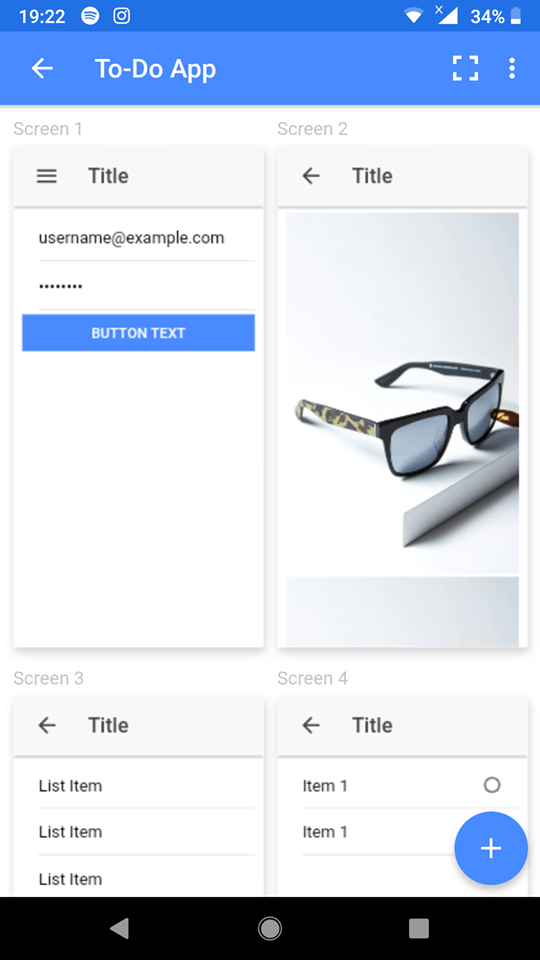 19:22
34%
To-Do App
Screen 1
Screen 2
Title
Title
username@example.com
••••••••
BUTTON TEXT
Screen 3
Screen 4
Title
Title
List Item
Item 1
List Item
Item 1
List Item